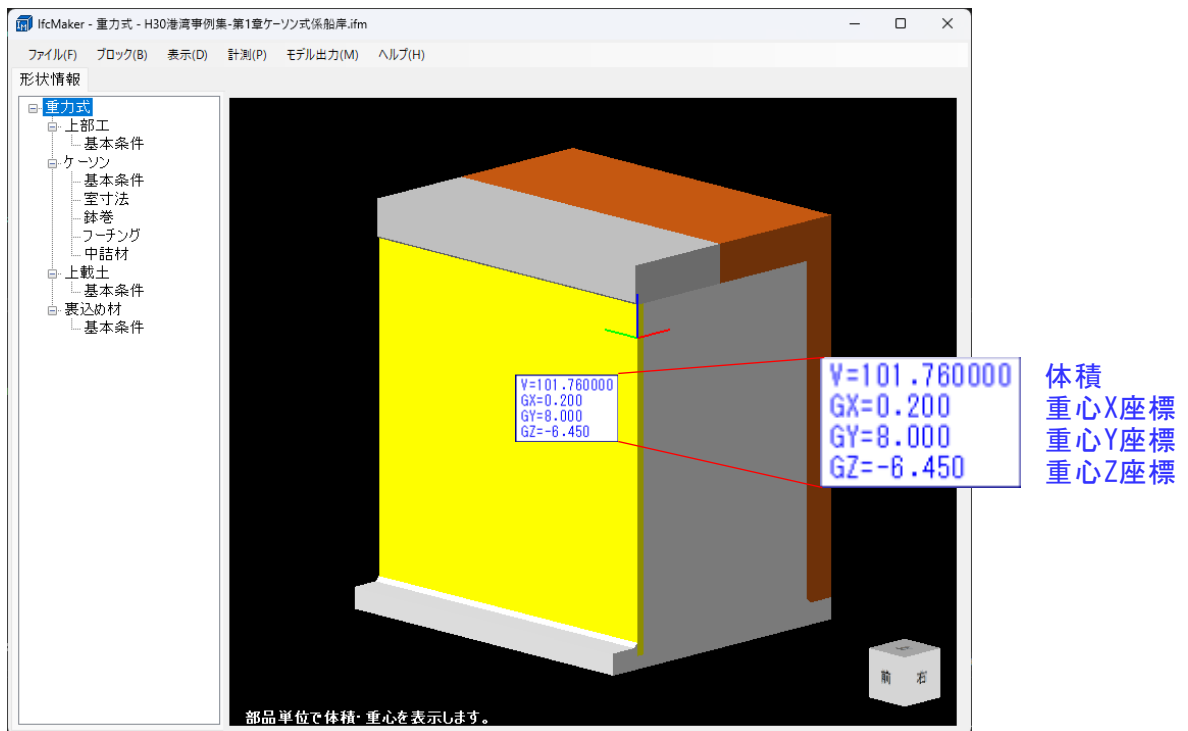 IfcMaker - 重力式 - H30港湾事例集-第1章ケーソン式係船岸.ifm
ファイル(F) ブロック(B) 表示(D) 計測(P) モデル出力(M) ヘルプ(H)
形状情報
重力式
上部工
基本条件
ケーソン
基本条件
室寸法
鉢巻
フーチング
中詰材
上載土
基本条件
裏込め材
基本条件
V=101.760000
GX=0.200
GY=8.000
GZ=-6.450
V=101.760000 体積
GX=0.200 重心X座標
GY=8.000 重心Y座標
GZ=-6.450 重心Z座標
前 右
部品単位で体積・重心を表示します。